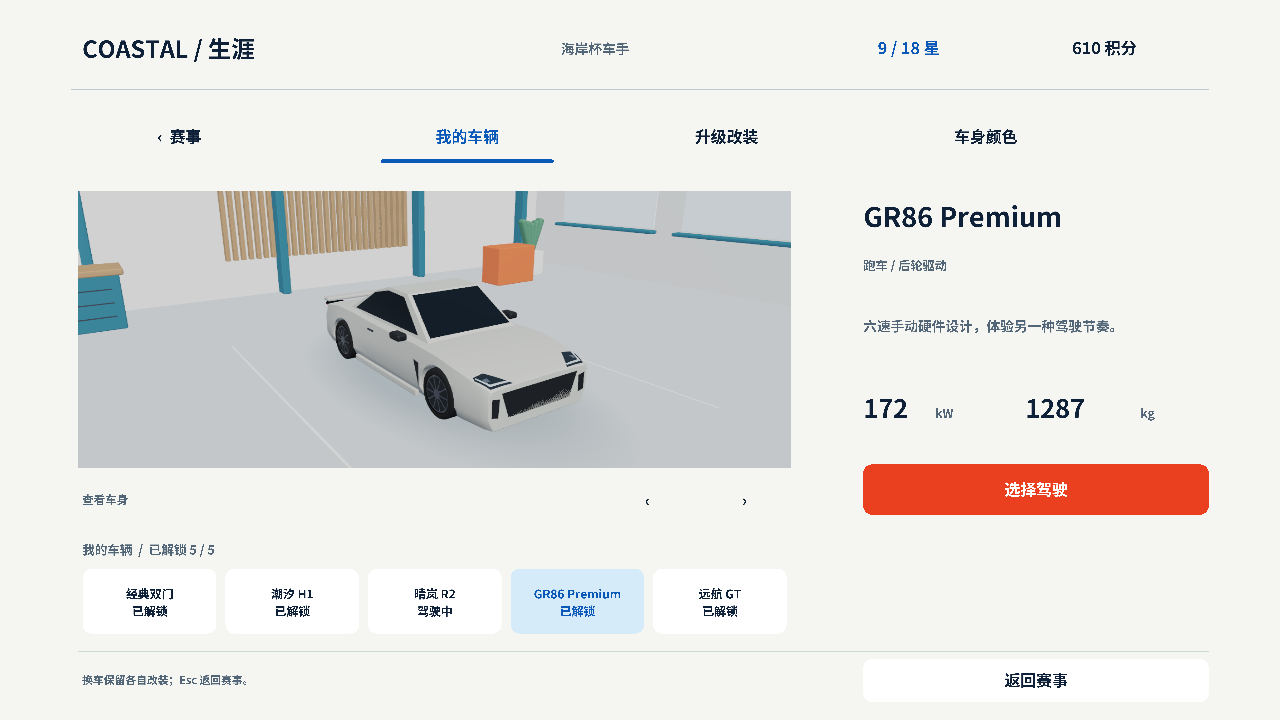 COASTAL / 生涯
海岸杯车手
9 / 18 星
610 积分
‹ 赛事
我的车辆
升级改装
车身颜色
GR86 Premium
跑车 / 后轮驱动
六速手动硬件设计，体验另一种驾驶节奏。
172 kW
1287 kg
选择驾驶
查看车身
‹
›
我的车辆 / 已解锁 5 / 5
经典双门
已解锁
潮汐 H1
已解锁
晴岚 R2
驾驶中
GR86 Premium
已解锁
远航 GT
已解锁
换车保留各自改装；Esc 返回赛事。
返回赛事